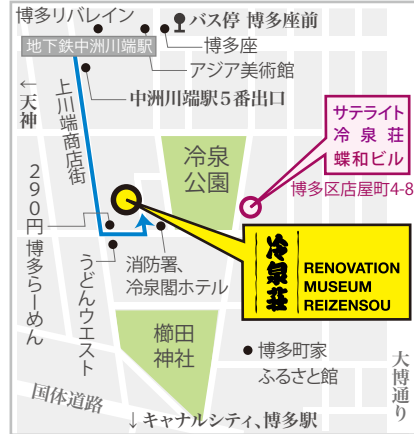 博多リバレイン
バス停 博多座前
地下鉄中洲川端駅
博多座
アジア美術館
中洲川端駅5番出口
←天神
上川端商店街
サテライト
冷泉荘
蝶和ビル
博多区店屋町4-8
冷泉
公園
290円 博多らーめん
うどんウエスト
消防署、
冷泉閣ホテル
冷泉荘
RENOVATION
MUSEUM
REIZENSOU
櫛田
神社
博多町家
ふるさと館
大博通り
国体道路
↓キャナルシティ、博多駅